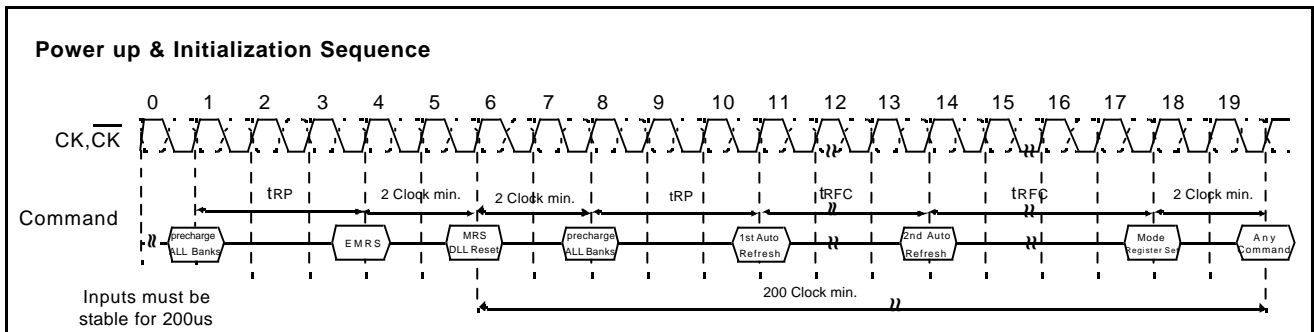 Power up & Initialization Sequence
0 1 2 3 4 5 6 7 8 9 10 11 12 13 14 15 16 17 18 19
CK,CK
tRP 2 Clock min. 2 Clock min. tRP tRFC tRFC 2 Clock min.
Command
precharge ALL Banks
EMRS
MRS DLL Reset
precharge ALL Banks
1st Auto Refresh
2nd Auto Refresh
Mode Register Set
Any Command
200 Clock min.
Inputs must be
stable for 200us